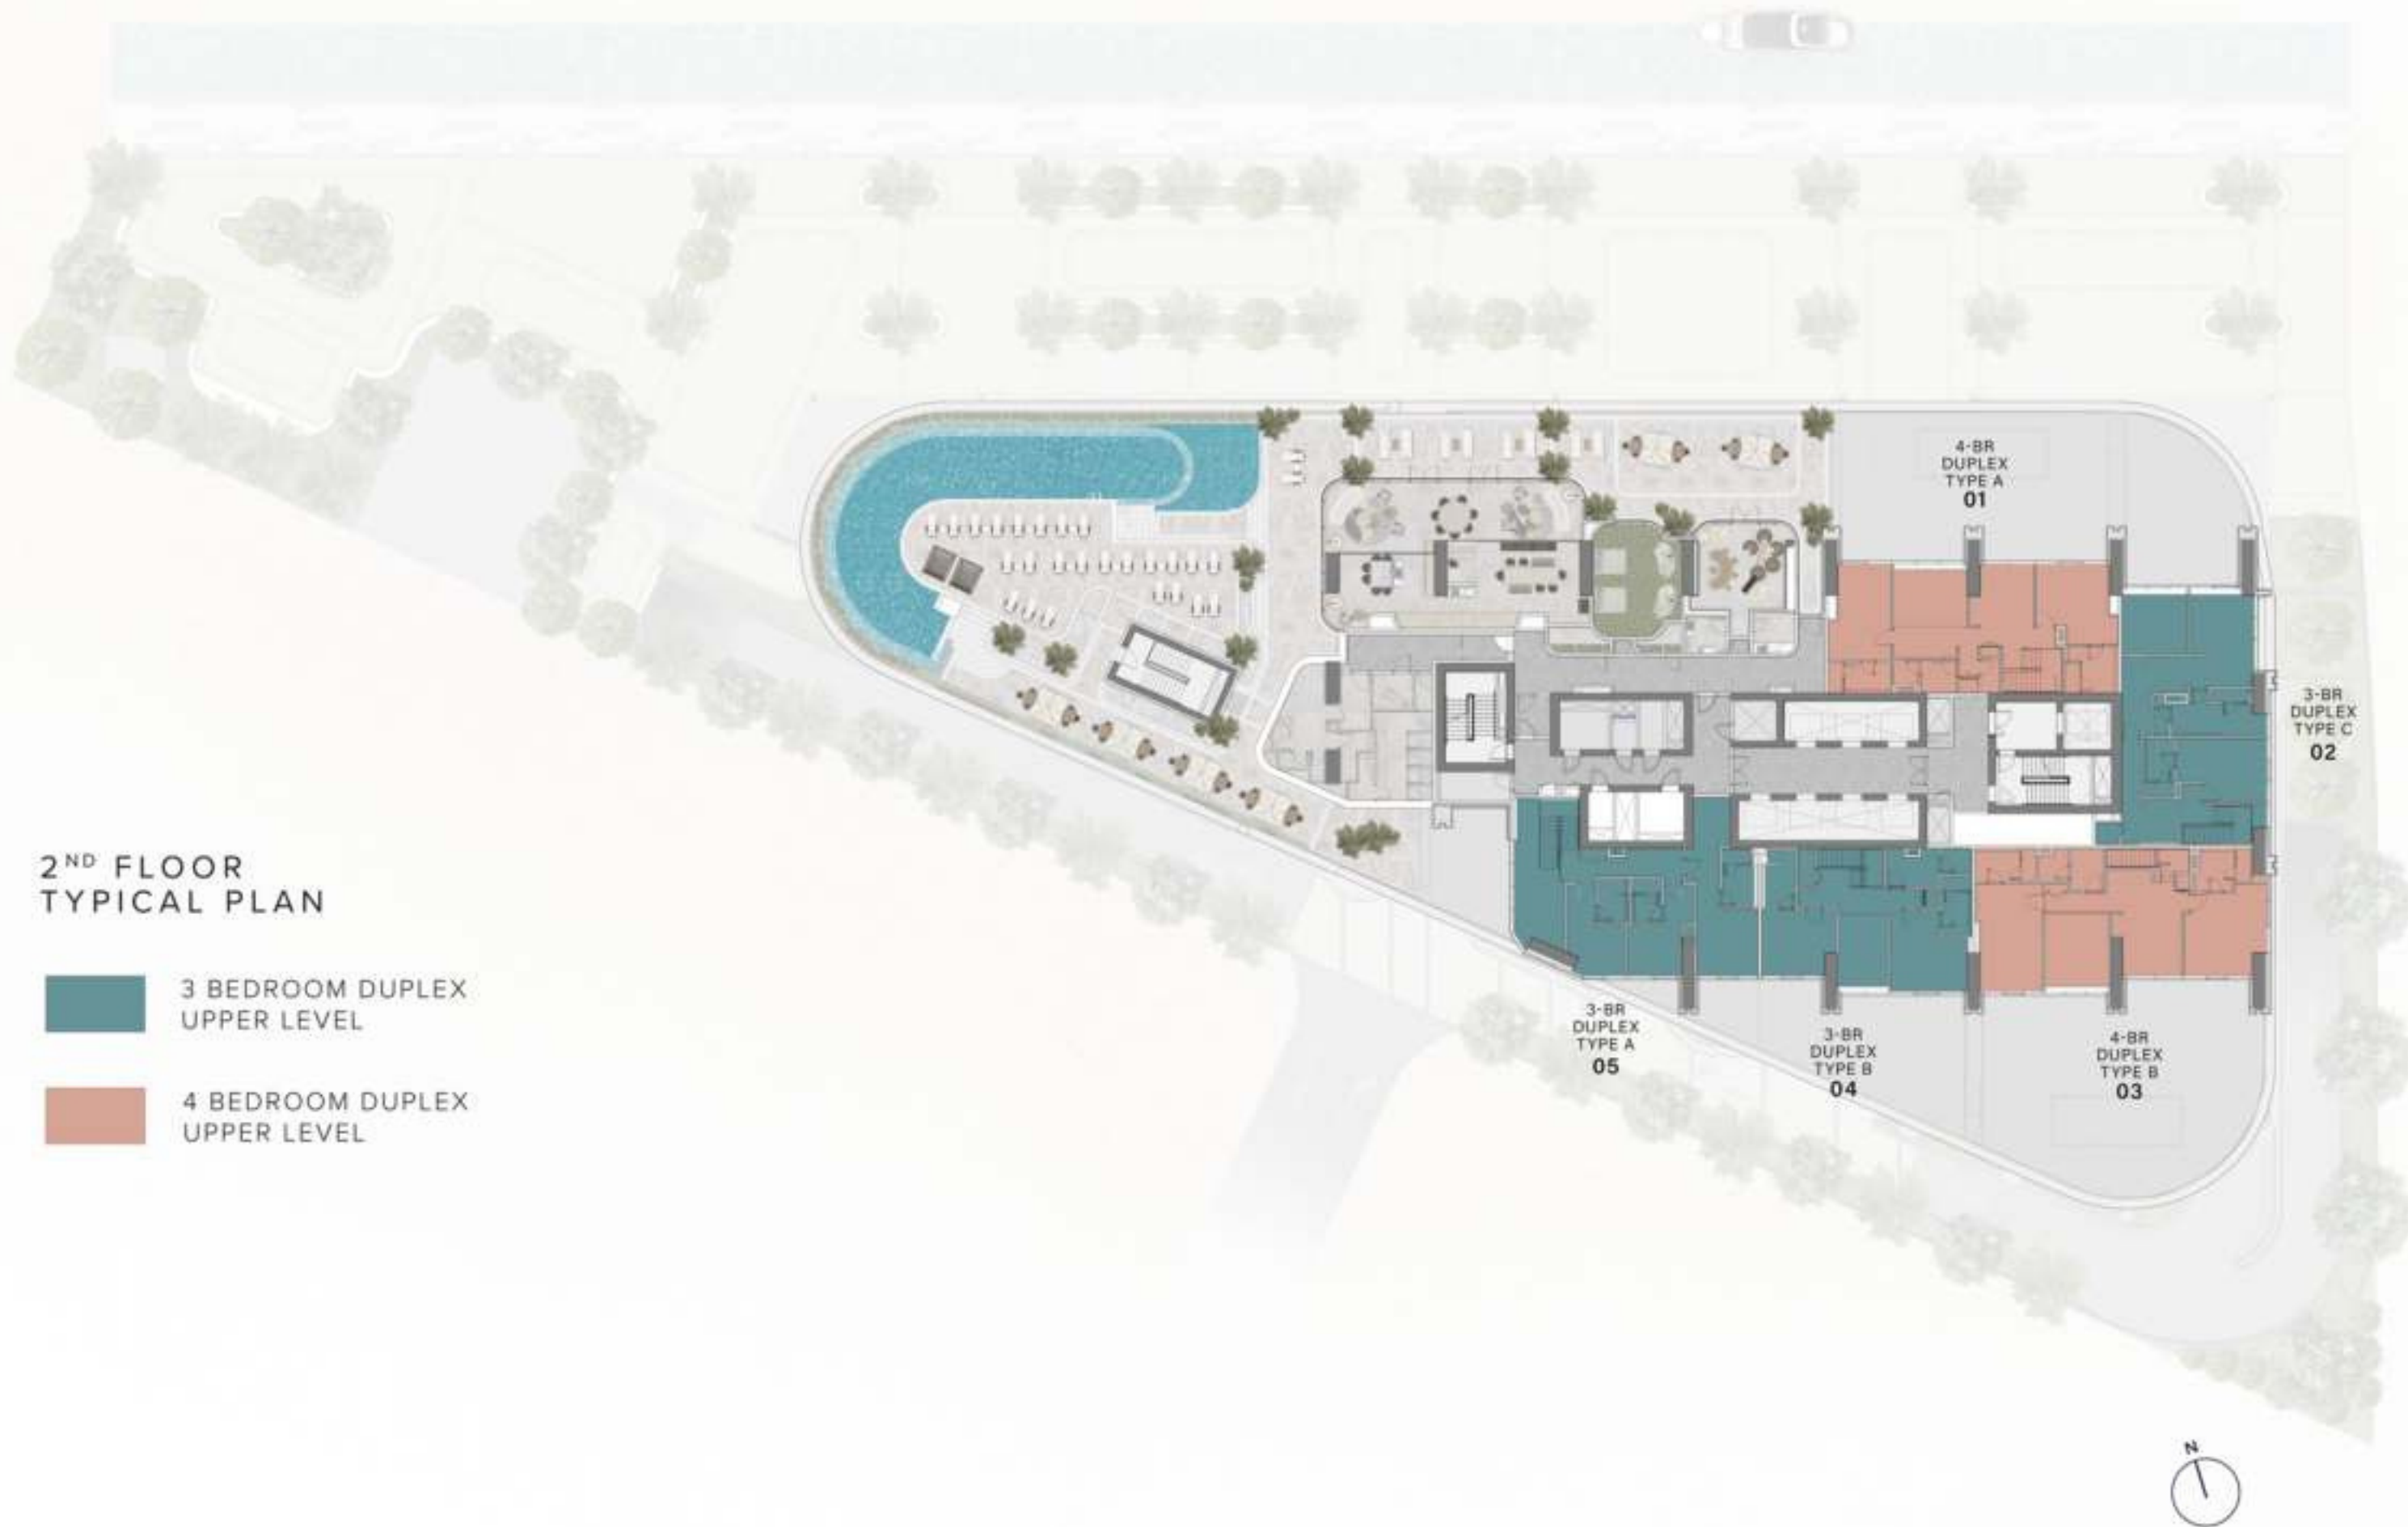 4-BR
DUPLEX
TYPE A
01
3-BR
DUPLEX
TYPE C
02
2ND FLOOR
TYPICAL PLAN
3 BEDROOM DUPLEX
UPPER LEVEL
4 BEDROOM DUPLEX
UPPER LEVEL
3-BR
DUPLEX
TYPE A
05
3-BR
DUPLEX
TYPE B
04
4-BR
DUPLEX
TYPE B
03
N